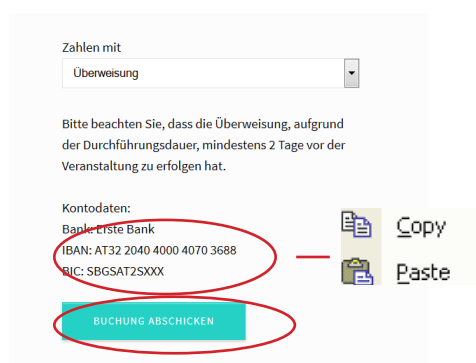 Zahlen mit
Überweisung
Bitte beachten Sie, dass die Überweisung, aufgrund
der Durchführungsdauer, mindestens 2 Tage vor der
Veranstaltung zu erfolgen hat.
Kontodaten:
Bank: Erste Bank
IBAN: AT32 2040 4000 4070 3688
BIC: SBGSAT2SXXX
BUCHUNG ABSCHICKEN
Copy
Paste